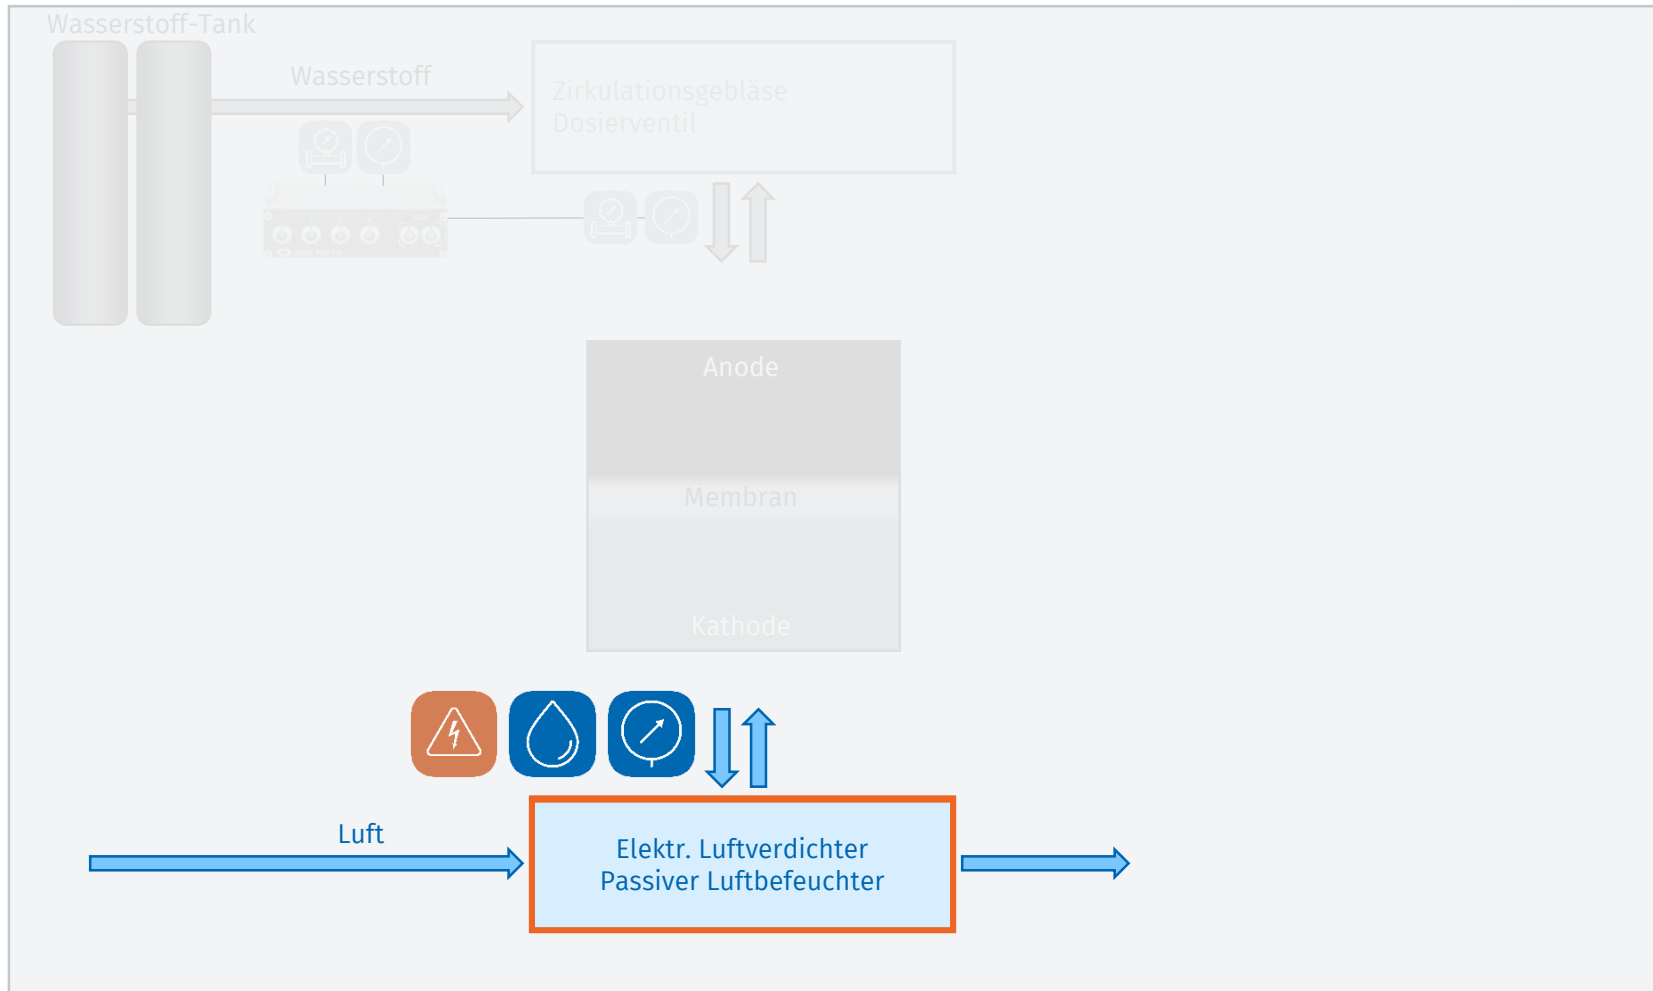 Wasserstoff-Tank
Wasserstoff
Zirkulationsgebläse
Dosierventil
Anode
Membran
Kathode
Luft
Elektr. Luftverdichter
Passiver Luftbefeuchter